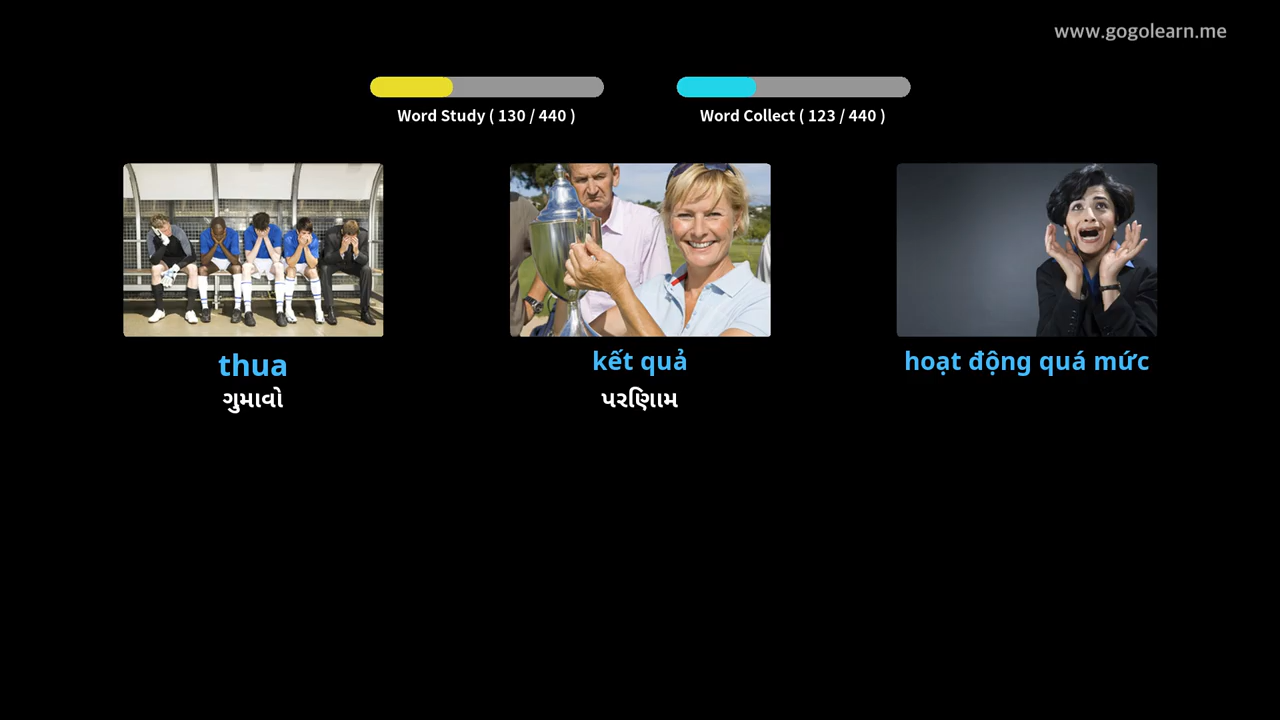 www.gogolearn.me
Word Study ( 130 / 440 )
Word Collect ( 123 / 440 )
thua
ગુમાવો
kết quả
પરિણામ
hoạt động quá mức